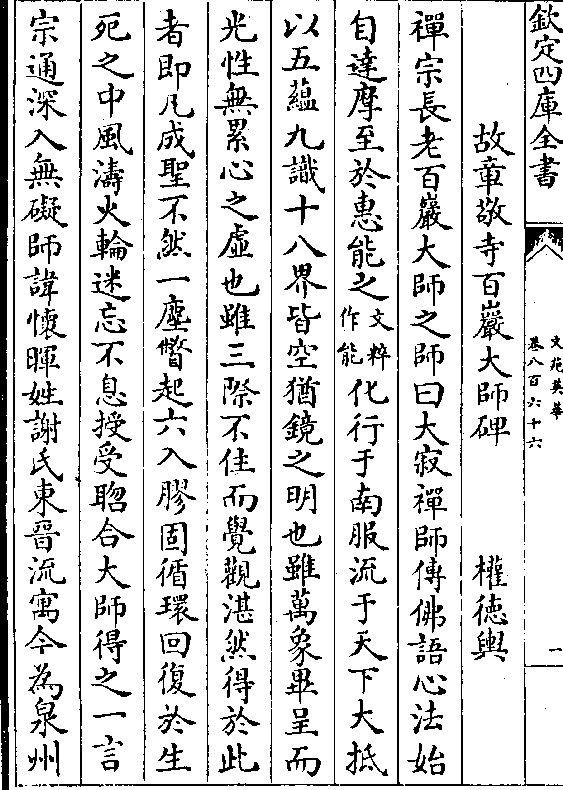 欽定四庫全書
文苑英華
卷八百六十六
一
故章敬寺百巖大師碑 權徳輿
禪宗長老百巖大師之師曰大寂禪師傳佛語心法始
自達摩至於惠能之文粹作能化行于南服流于天下大抵
以五藴九識十八界皆空猶鏡之明也雖萬象畢呈而
光性無累心之虚也雖三際不住而覺觀湛然得於此
者即凡成聖不然一塵瞥起六入膠固循環回復於生
死之中風濤火輪迷忘不息授受脗合大師得之一言
宗通深入無礙師諱懷暉姓謝氏東晉流寓今為泉州